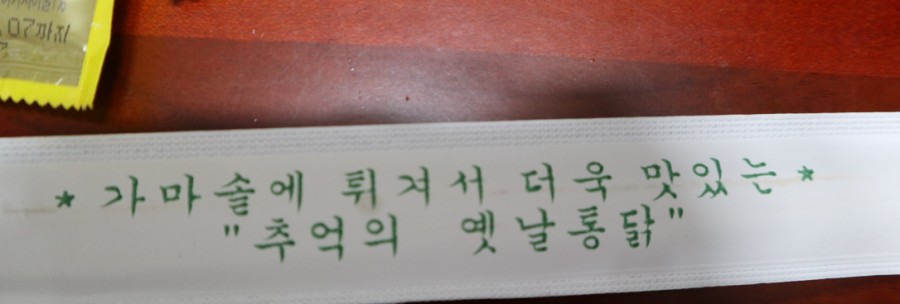 * 가마솥에 튀겨서 더욱 맛있는 *
"추억의 옛날통닭"